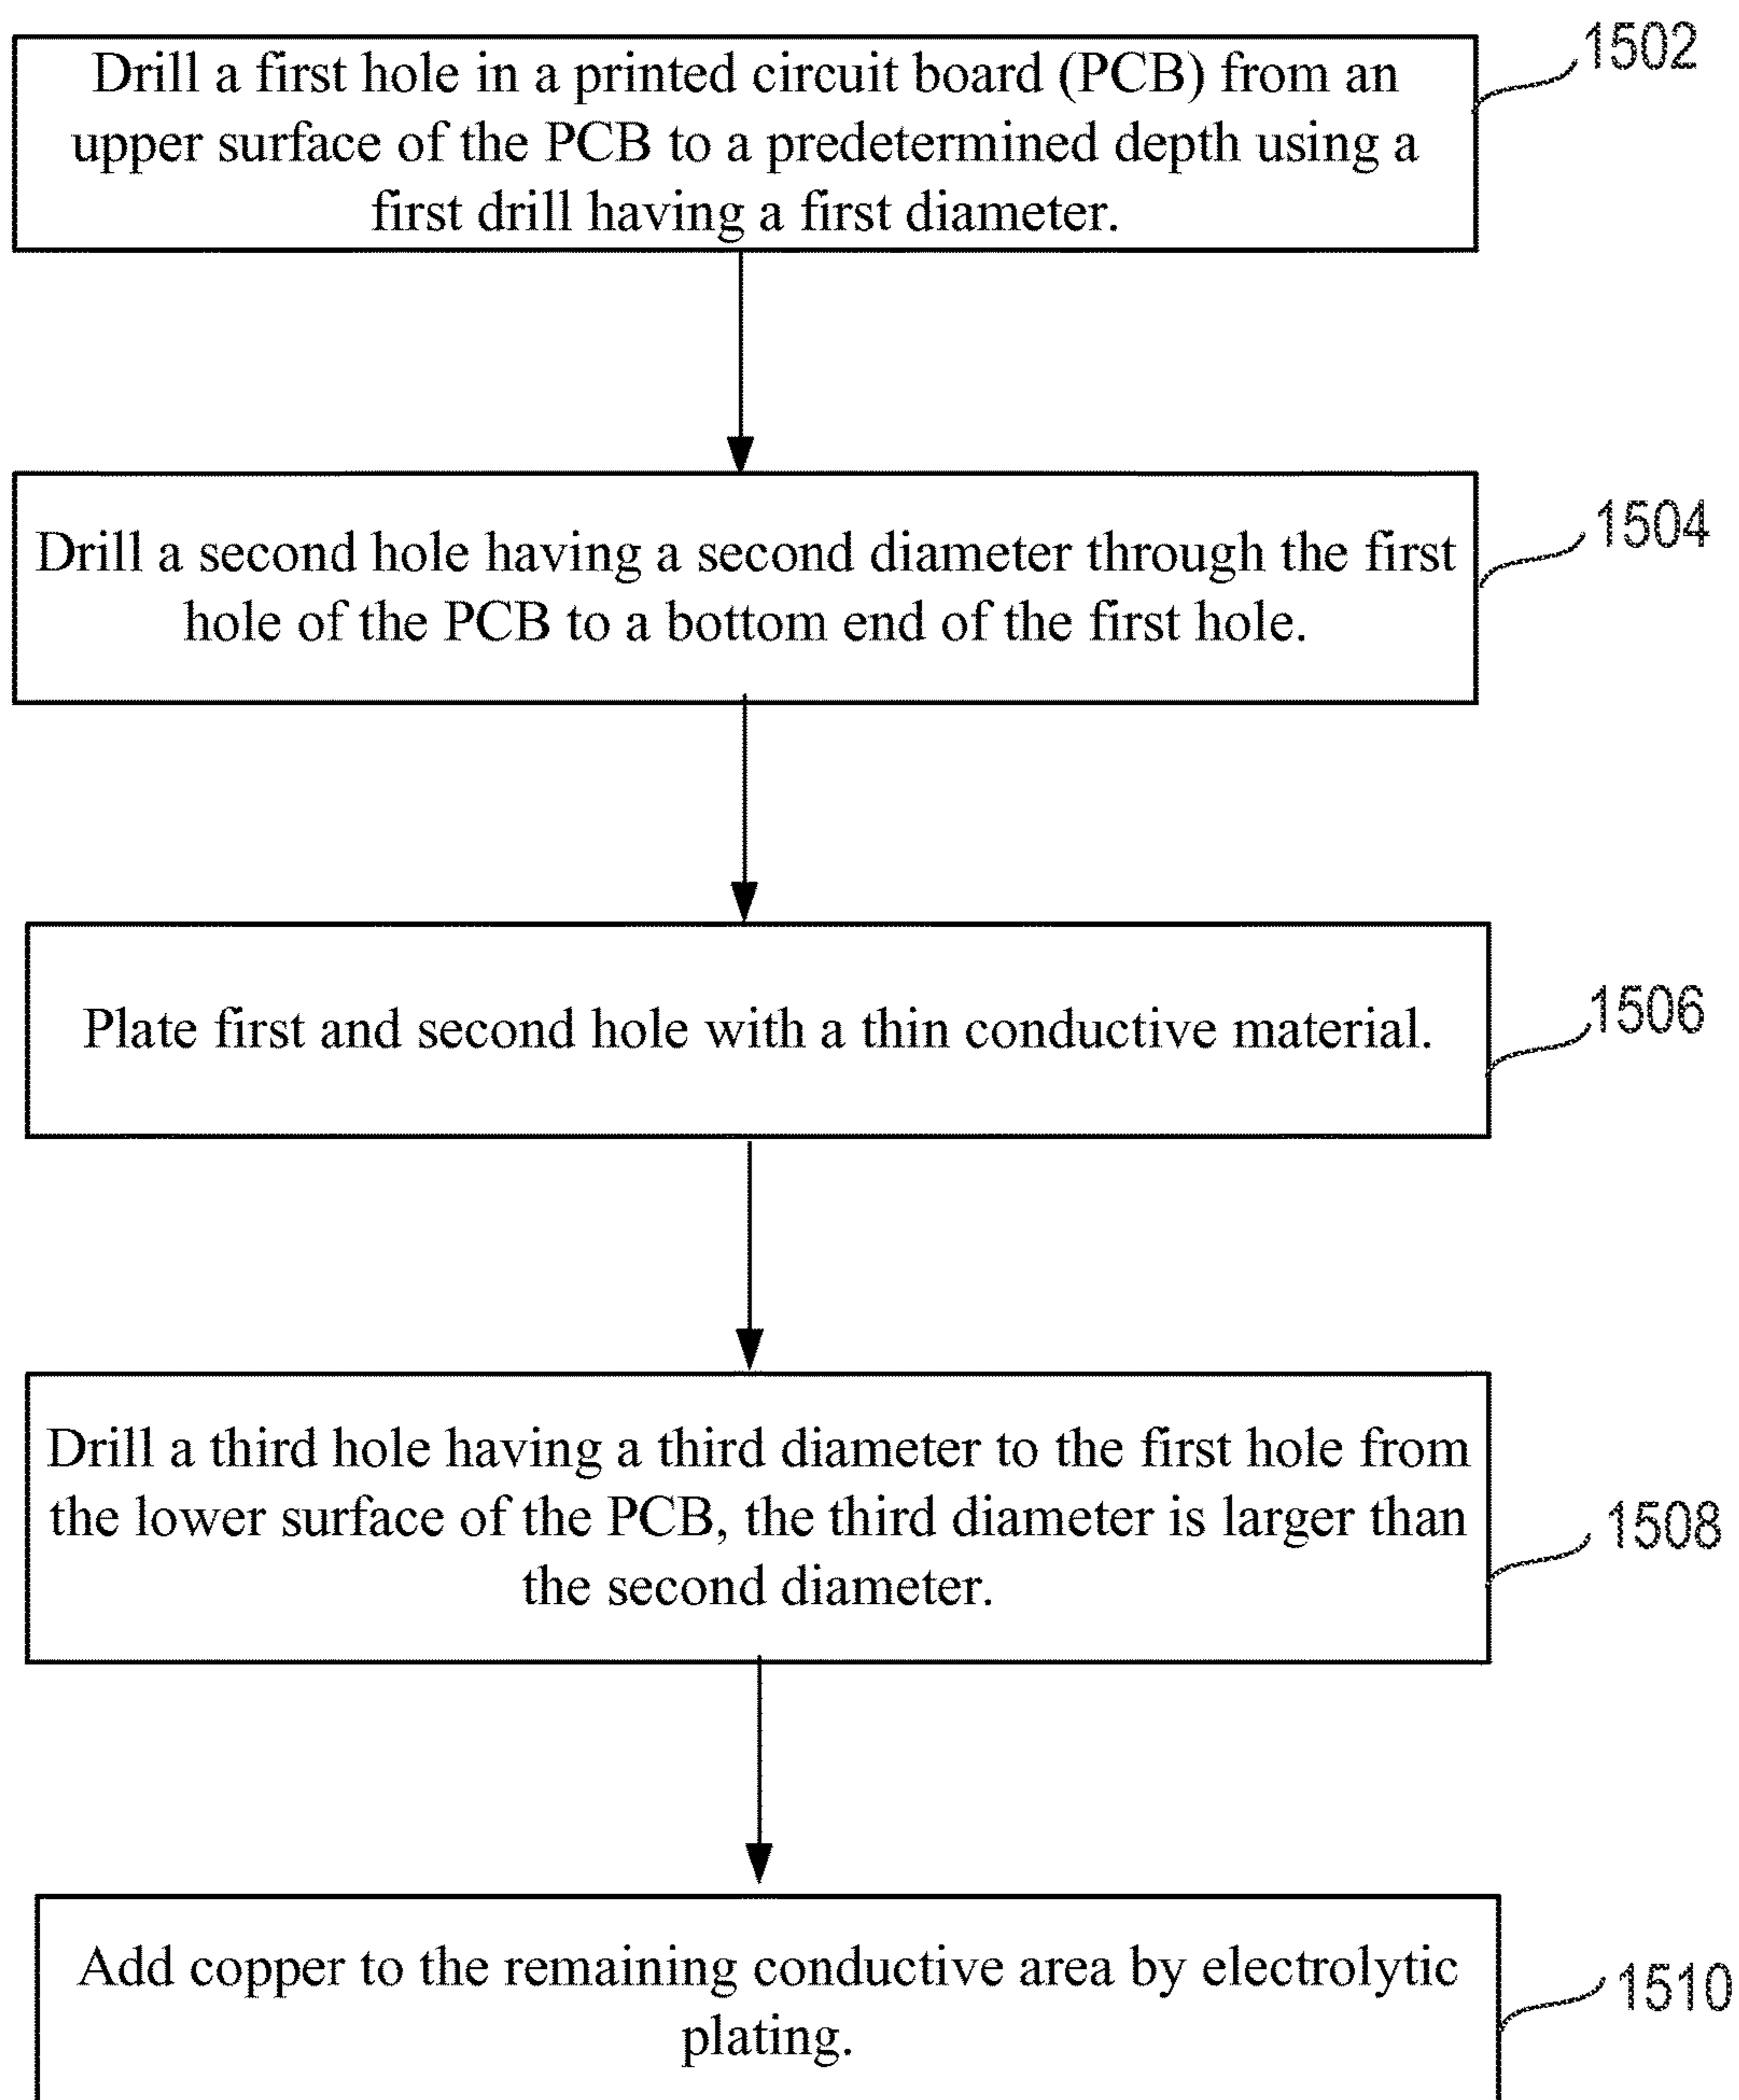 1502
Drill a first hole in a printed circuit board (PCB) from an
upper surface of the PCB to a predetermined depth using a
first drill having a first diameter.
1504
Drill a second hole having a second diameter through the first
hole of the PCB to a bottom end of the first hole.
1506
Plate first and second hole with a thin conductive material.
Drill a third hole having a third diameter to the first hole from
the lower surface of the PCB, the third diameter is larger than
the second diameter.
1508
Add copper to the remaining conductive area by electrolytic
plating.
1510